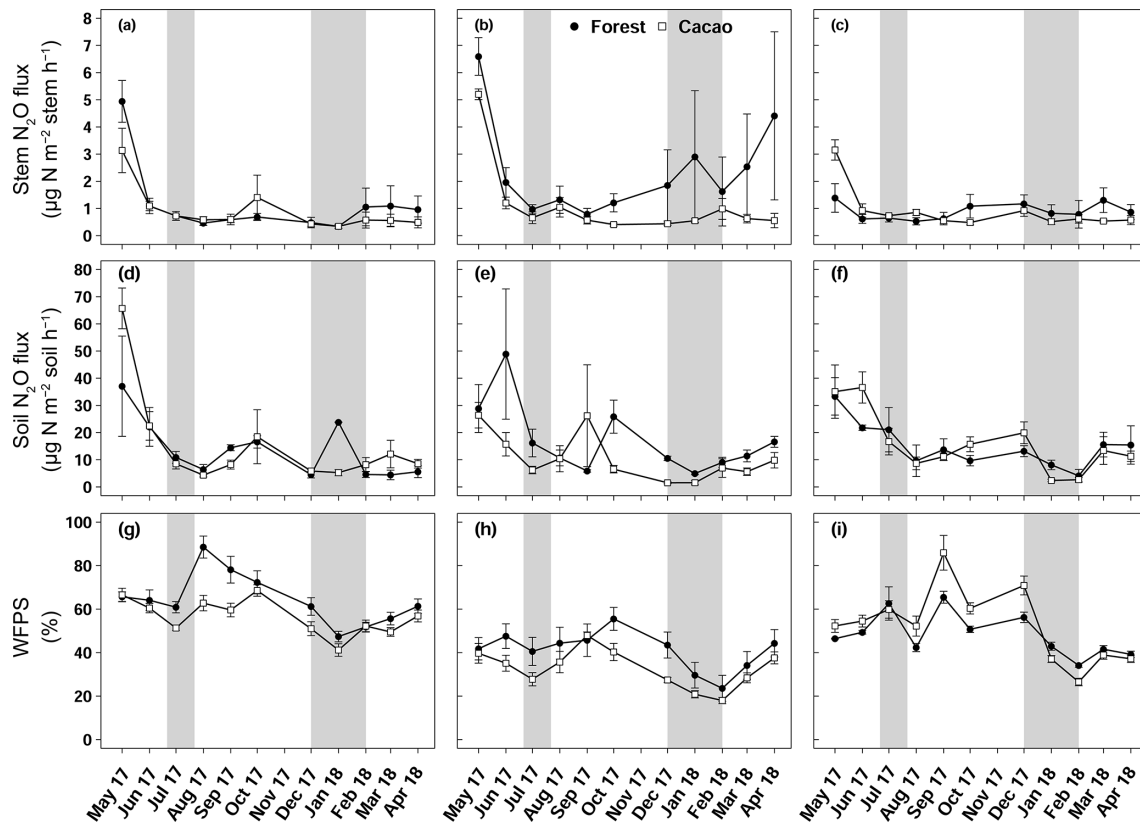 (a)
(b)
(c)
Forest
Cacao
Stem N₂O flux
(µg N m⁻² stem h⁻¹)
8
7
6
5
4
3
2
1
0
(d)
(e)
(f)
Soil N₂O flux
(µg N m⁻² soil h⁻¹)
80
70
60
50
40
30
20
10
0
(g)
(h)
(i)
WFPS
(%)
100
80
60
40
20
0
May 17 Jun 17 Jul 17 Aug 17 Sep 17 Oct 17 Nov 17 Dec 17 Jan 18 Feb 18 Mar 18 Apr 18
May 17 Jun 17 Jul 17 Aug 17 Sep 17 Oct 17 Nov 17 Dec 17 Jan 18 Feb 18 Mar 18 Apr 18
May 17 Jun 17 Jul 17 Aug 17 Sep 17 Oct 17 Nov 17 Dec 17 Jan 18 Feb 18 Mar 18 Apr 18